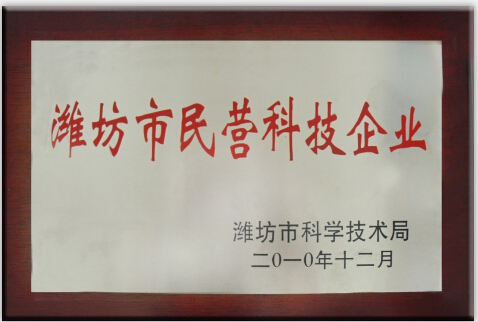 潍坊市民营科技企业
潍坊市科学技术局
二0一0年十二月